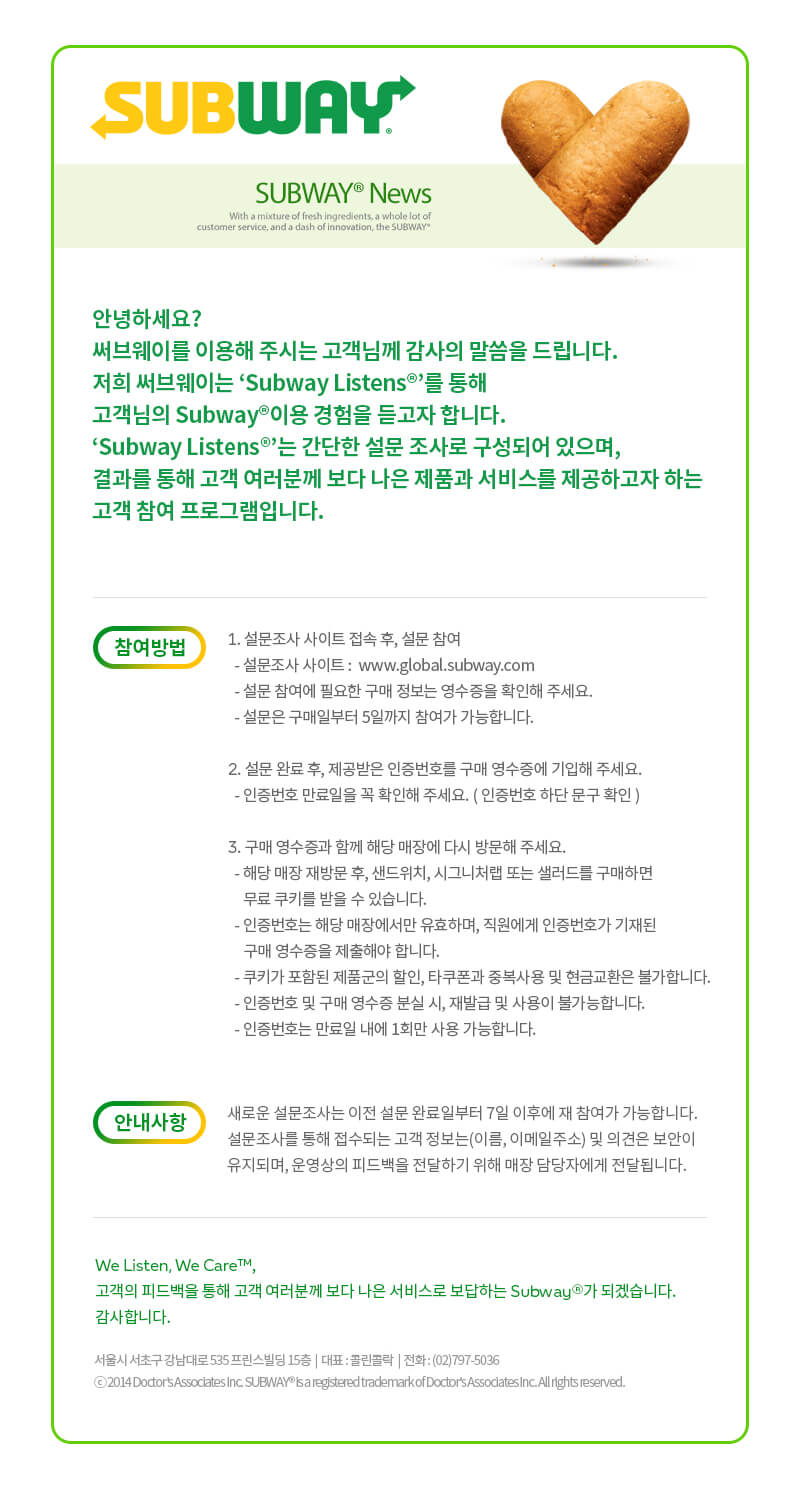 SUBWAY®
SUBWAY® News
With a mixture of fresh ingredients, a whole lot of
customer service, and a dash of innovation, the SUBWAY®
안녕하세요?
써브웨이를 이용해 주시는 고객님께 감사의 말씀을 드립니다.
저희 써브웨이는 ‘Subway Listens®’를 통해
고객님의 Subway®이용 경험을 듣고자 합니다.
‘Subway Listens®’는 간단한 설문 조사로 구성되어 있으며,
결과를 통해 고객 여러분께 보다 나은 제품과 서비스를 제공하고자 하는
고객 참여 프로그램입니다.
참여방법
1. 설문조사 사이트 접속 후, 설문 참여
- 설문조사 사이트 : www.global.subway.com
- 설문 참여에 필요한 구매 정보는 영수증을 확인해 주세요.
- 설문은 구매일부터 5일까지 참여가 가능합니다.
2. 설문 완료 후, 제공받은 인증번호를 구매 영수증에 기입해 주세요.
- 인증번호 만료일을 꼭 확인해 주세요. ( 인증번호 하단 문구 확인 )
3. 구매 영수증과 함께 해당 매장에 다시 방문해 주세요.
- 해당 매장 재방문 후, 샌드위치, 시그니처랩 또는 샐러드를 구매하면
무료 쿠키를 받을 수 있습니다.
- 인증번호는 해당 매장에서만 유효하며, 직원에게 인증번호가 기재된
구매 영수증을 제출해야 합니다.
- 쿠키가 포함된 제품군의 할인, 타쿠폰과 중복사용 및 현금교환은 불가합니다.
- 인증번호 및 구매 영수증 분실 시, 재발급 및 사용이 불가능합니다.
- 인증번호는 만료일 내에 1회만 사용 가능합니다.
안내사항
새로운 설문조사는 이전 설문 완료일부터 7일 이후에 재 참여가 가능합니다.
설문조사를 통해 접수되는 고객 정보는(이름, 이메일주소) 및 의견은 보안이
유지되며, 운영상의 피드백을 전달하기 위해 매장 담당자에게 전달됩니다.
We Listen, We Care™,
고객의 피드백을 통해 고객 여러분께 보다 나은 서비스로 보답하는 Subway®가 되겠습니다.
감사합니다.
서울시 서초구 강남대로 535 프린스빌딩 15층 | 대표 : 콜린클락 | 전화 : (02)797-5036
ⓒ2014 Doctor's Associates Inc. SUBWAY® is a registered trademark of Doctor's Associates Inc. All rights reserved.